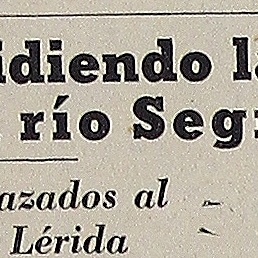 idiendo la
río Seg
azados al
Lérida